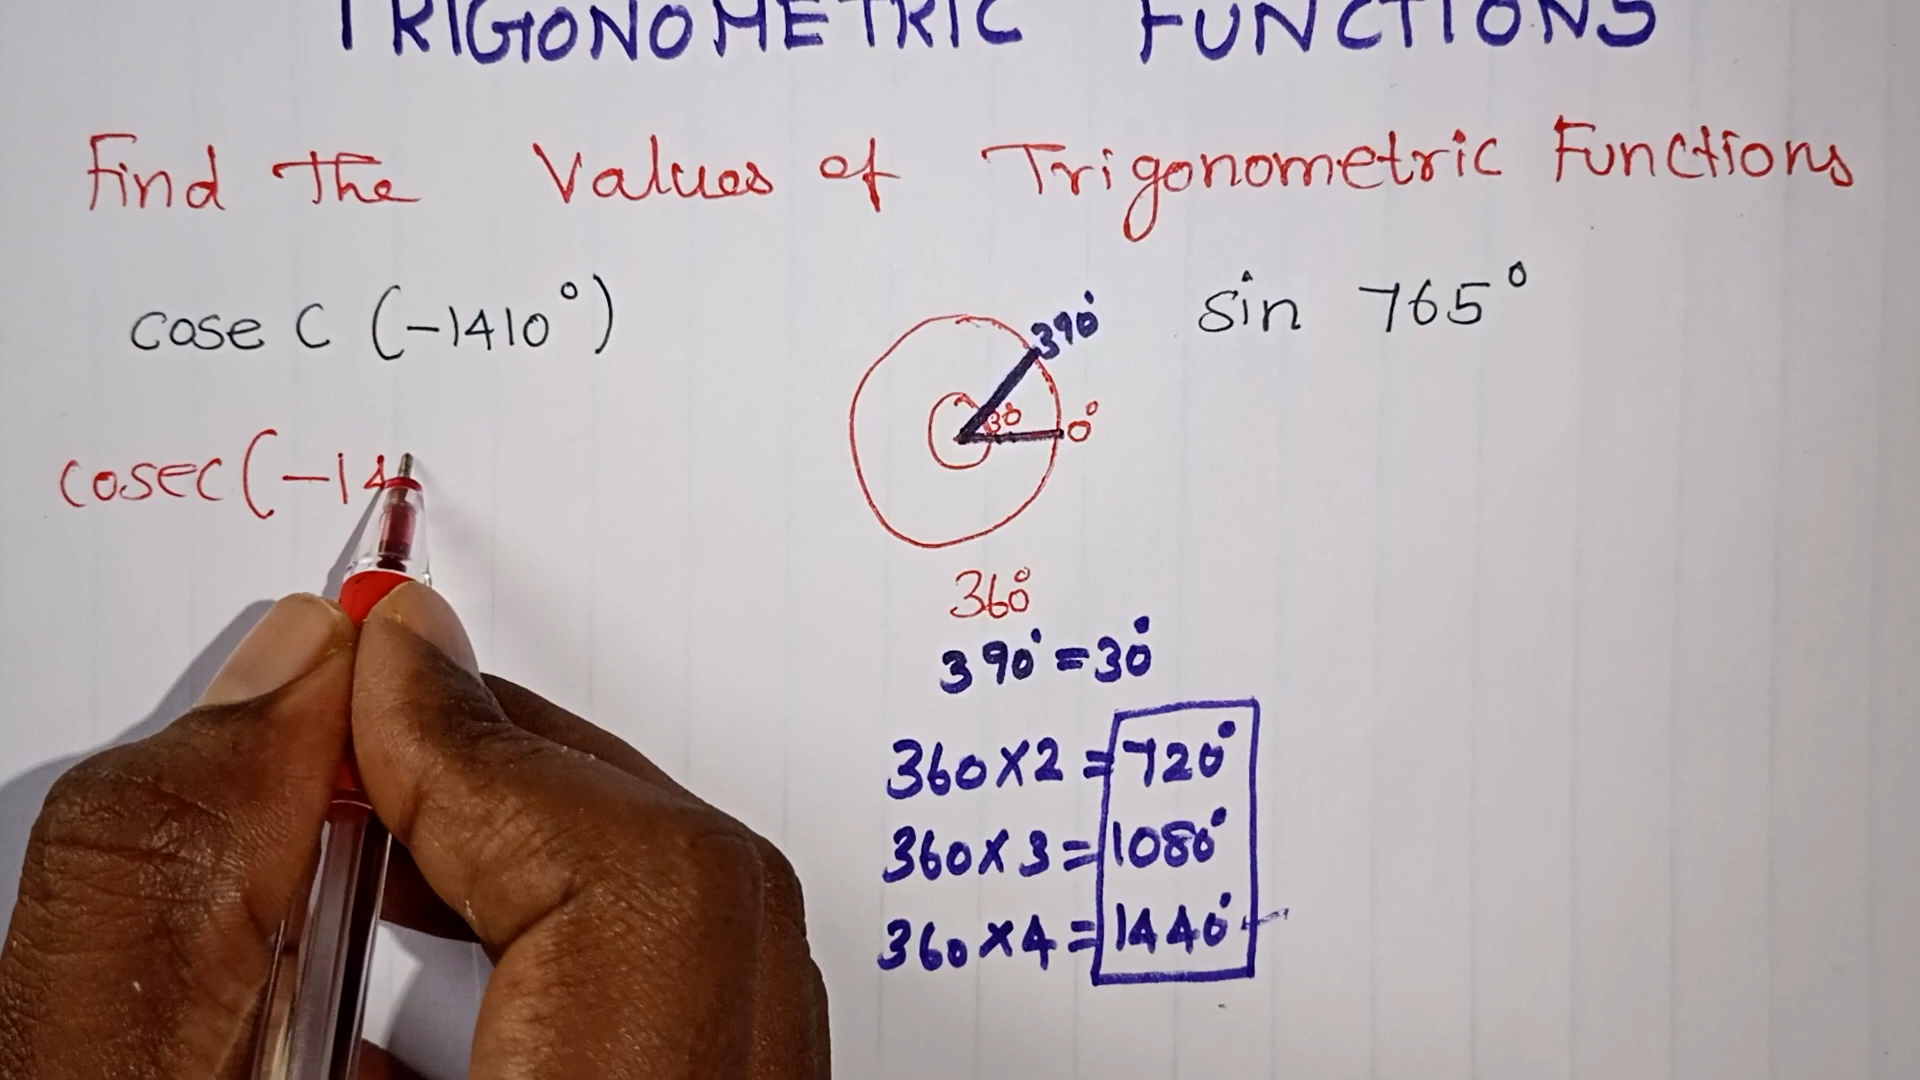 TRIGONOMETRIC FUNCTIONS
Find The Values of Trigonometric Functions
cosec (-1410°)
sin 765°
390°
30°
0°
cosec(-14
360°
390°=30°
360×2=720°
360×3=1080°
360×4=1440°